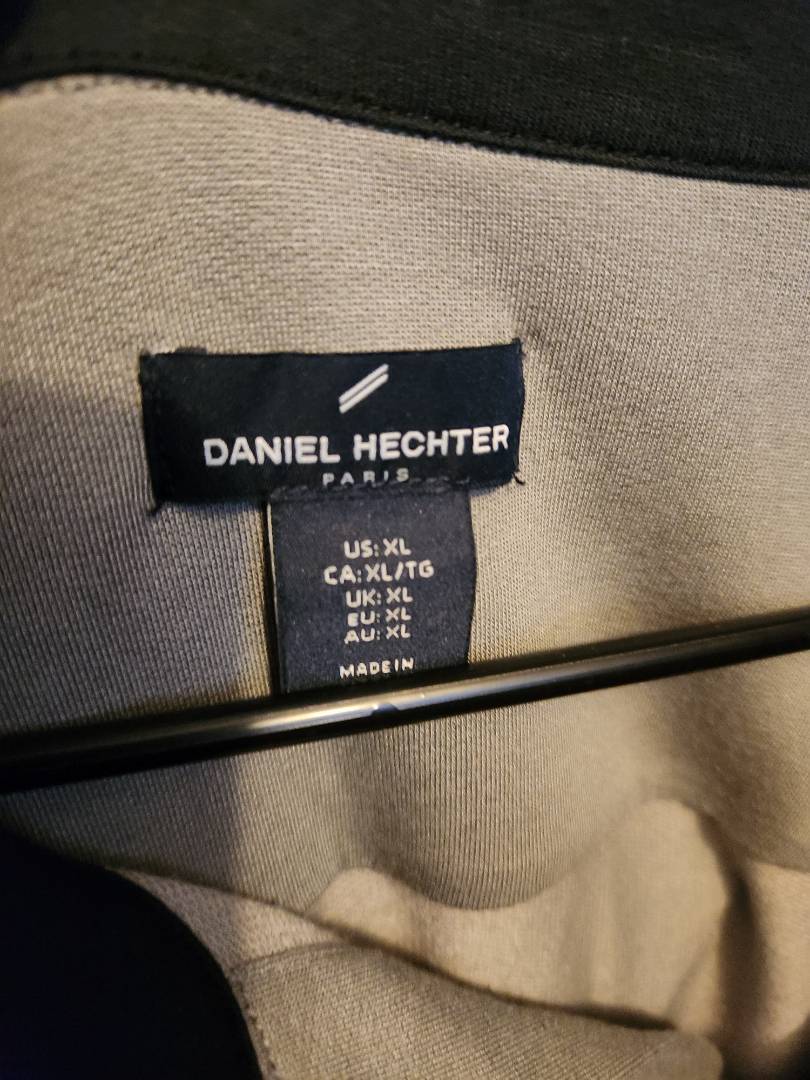 DANIEL HECHTER
PARIS
US: XL
CA: XL/TG
UK: XL
EU: XL
AU: XL
MADE IN